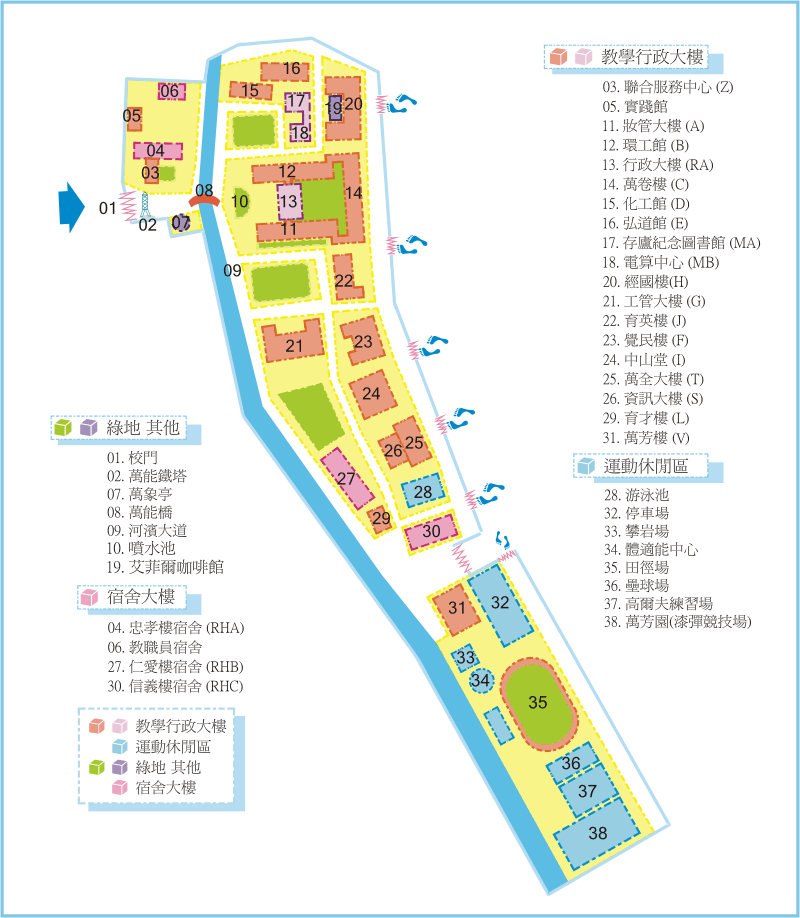 教學行政大樓
03. 聯合服務中心 (Z)
05. 實踐館
11. 妝管大樓 (A)
12. 環工館 (B)
13. 行政大樓 (RA)
14. 萬卷樓 (C)
15. 化工館 (D)
16. 弘道館 (E)
17. 存廬紀念圖書館 (MA)
18. 電算中心 (MB)
20. 經國樓(H)
21. 工管大樓 (G)
22. 育英樓 (J)
23. 覺民樓 (F)
24. 中山堂 (I)
25. 萬全大樓 (T)
26. 資訊大樓 (S)
29. 育才樓 (L)
31. 萬芳樓 (V)
運動休閒區
28. 游泳池
32. 停車場
33. 攀岩場
34. 體適能中心
35. 田徑場
36. 壘球場
37. 高爾夫練習場
38. 萬芳園(漆彈競技場)
綠地 其他
01. 校門
02. 萬能鐵塔
07. 萬象亭
08. 萬能橋
09. 河濱大道
10. 噴水池
19. 艾菲爾咖啡館
宿舍大樓
04. 忠孝樓宿舍 (RHA)
06. 教職員宿舍
27. 仁愛樓宿舍 (RHB)
30. 信義樓宿舍 (RHC)
教學行政大樓
運動休閒區
綠地 其他
宿舍大樓
16
06
15
17
19
20
05
18
04
03
12
08
14
10
13
01
02
07
11
09
22
21
23
24
25
26
27
28
29
30
31
32
33
34
35
36
37
38